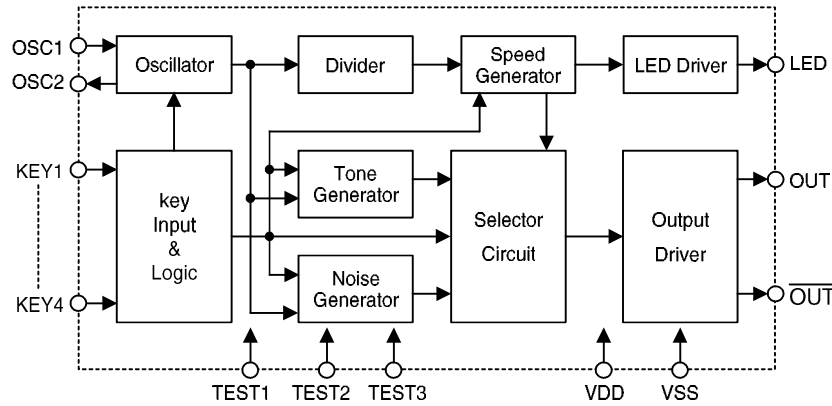 OSC1
OSC2
Oscillator
Divider
Speed
Generator
LED Driver
LED
KEY1
KEY4
key
Input
&
Logic
Tone
Generator
Noise
Generator
Selector
Circuit
Output
Driver
OUT
OUT
TEST1
TEST2
TEST3
VDD
VSS